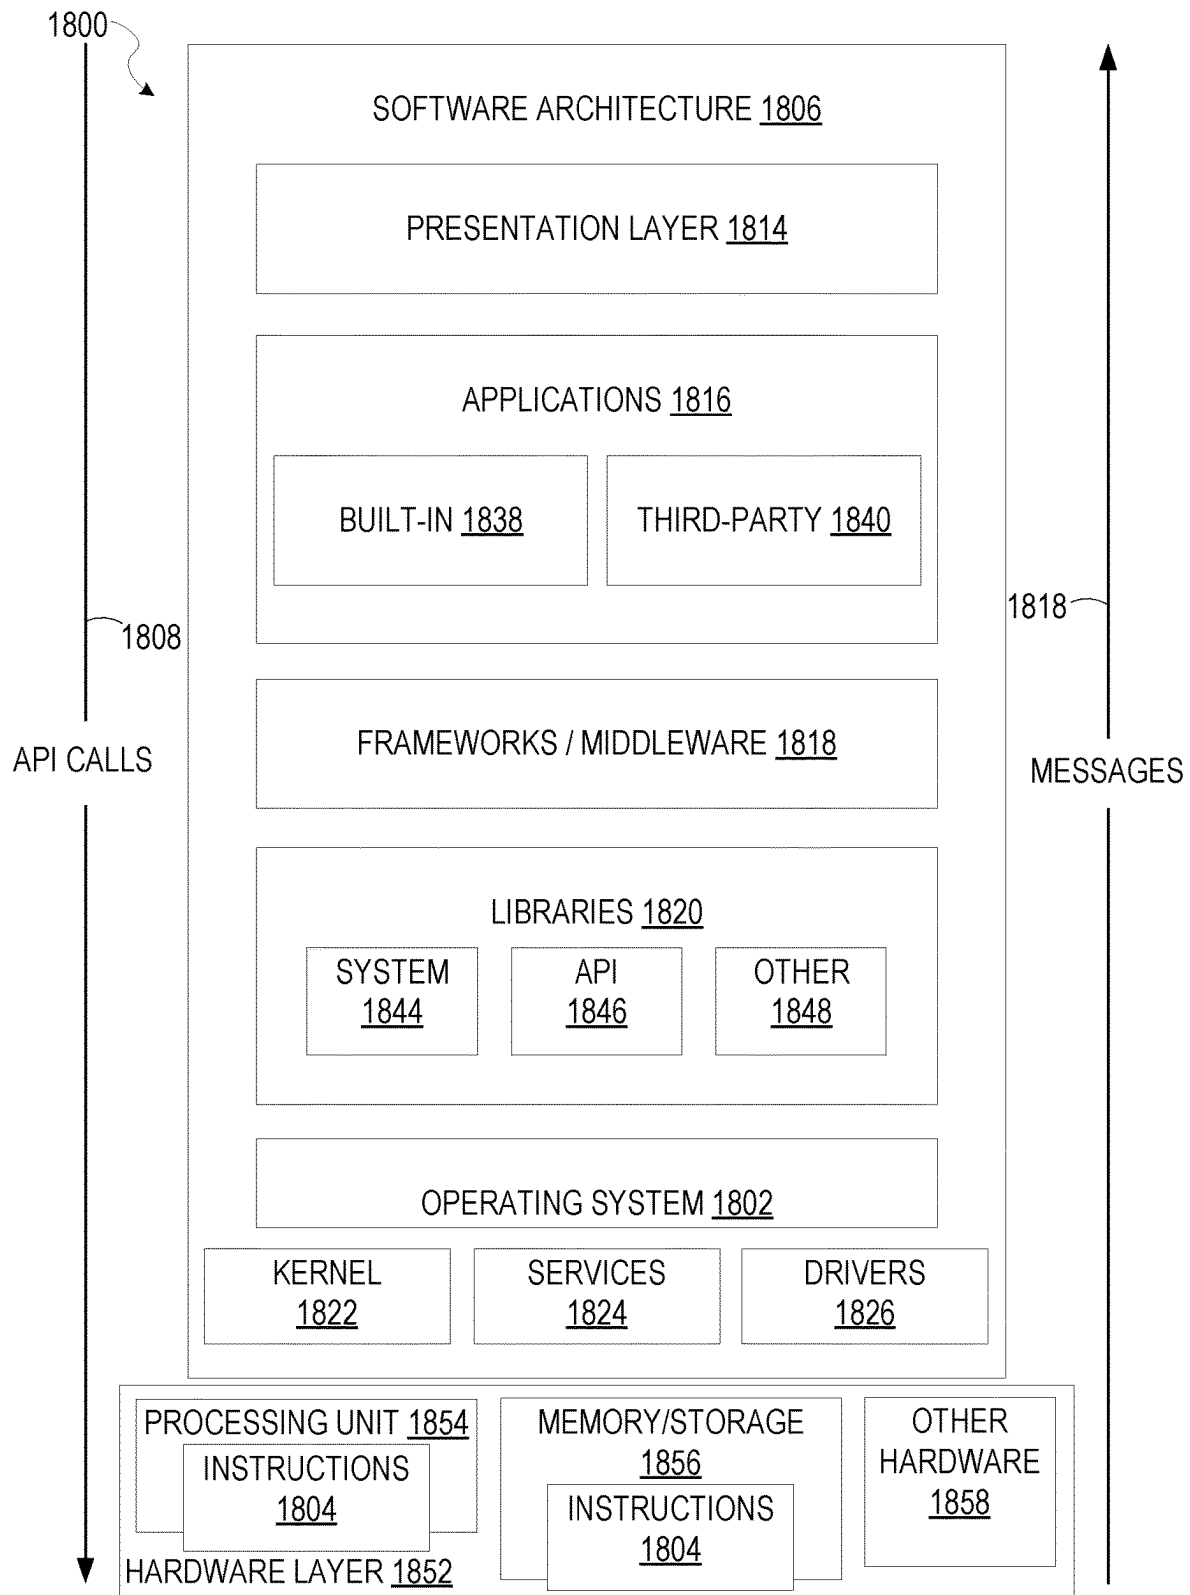 1800
SOFTWARE ARCHITECTURE 1806
PRESENTATION LAYER 1814
APPLICATIONS 1816
BUILT-IN 1838
THIRD-PARTY 1840
1808
1818
API CALLS
MESSAGES
FRAMEWORKS / MIDDLEWARE 1818
LIBRARIES 1820
SYSTEM
1844
API
1846
OTHER
1848
OPERATING SYSTEM 1802
KERNEL
1822
SERVICES
1824
DRIVERS
1826
PROCESSING UNIT 1854
INSTRUCTIONS
1804
MEMORY/STORAGE
1856
INSTRUCTIONS
1804
OTHER
HARDWARE
1858
HARDWARE LAYER 1852